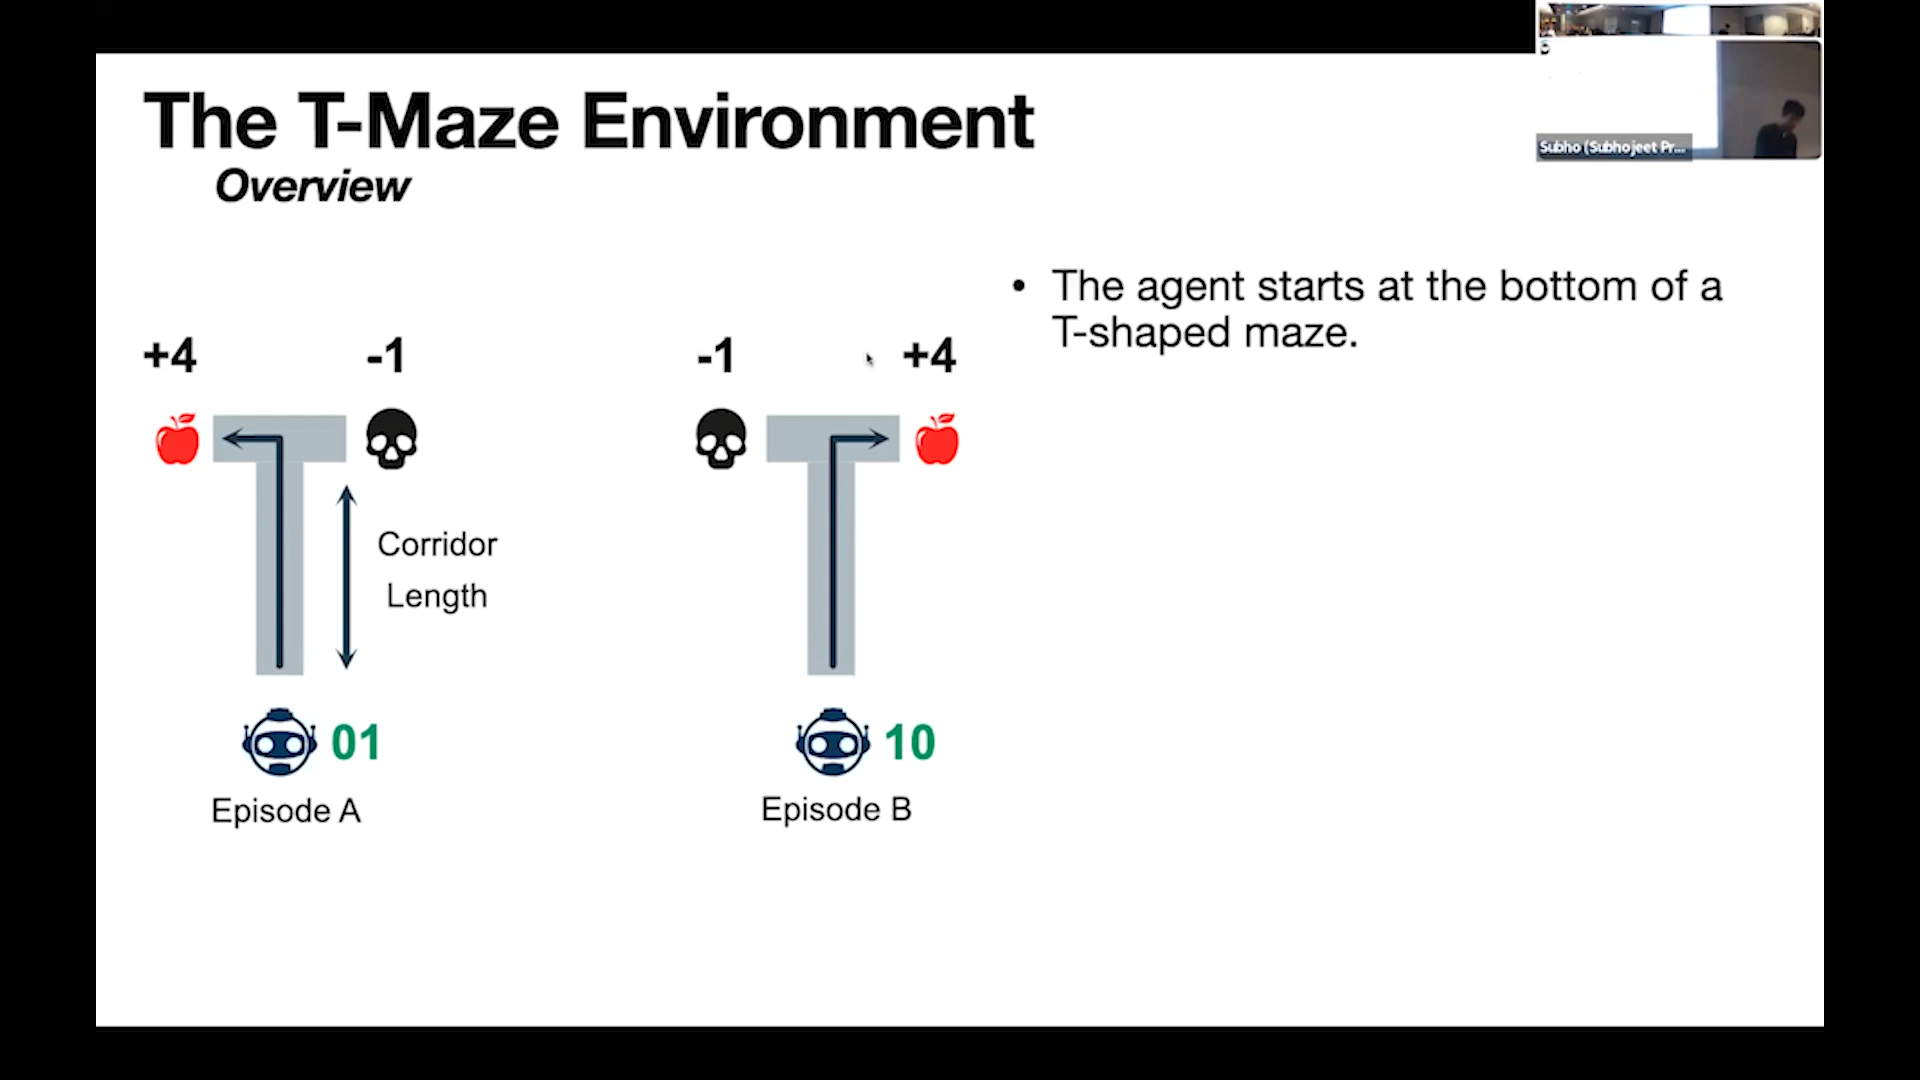 The T-Maze Environment
Overview
Subho (Subhojeet Pr...
• The agent starts at the bottom of a
T-shaped maze.
+4 -1
-1 +4
Corridor
Length
01
10
Episode A
Episode B